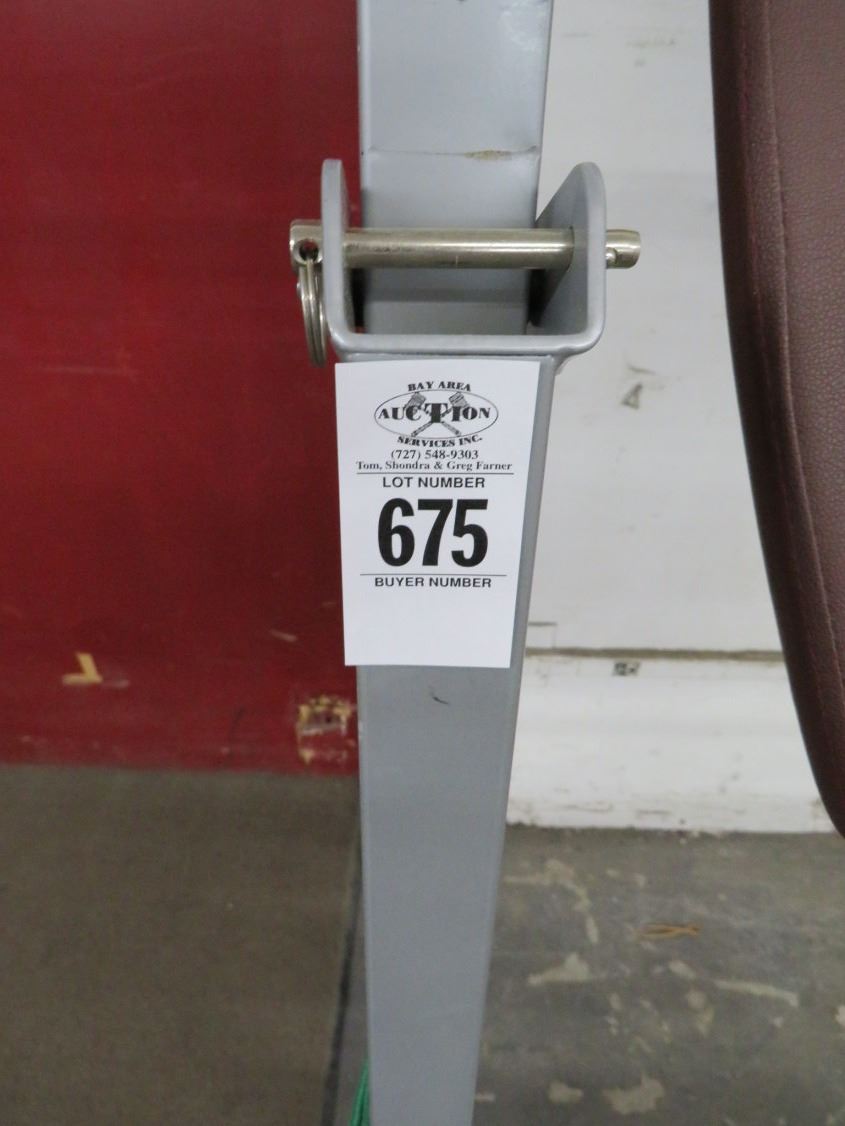 BAY AREA
AUCTION
SERVICES INC.
(727) 548-9303
Tom, Shondra & Greg Farner
LOT NUMBER
675
BUYER NUMBER